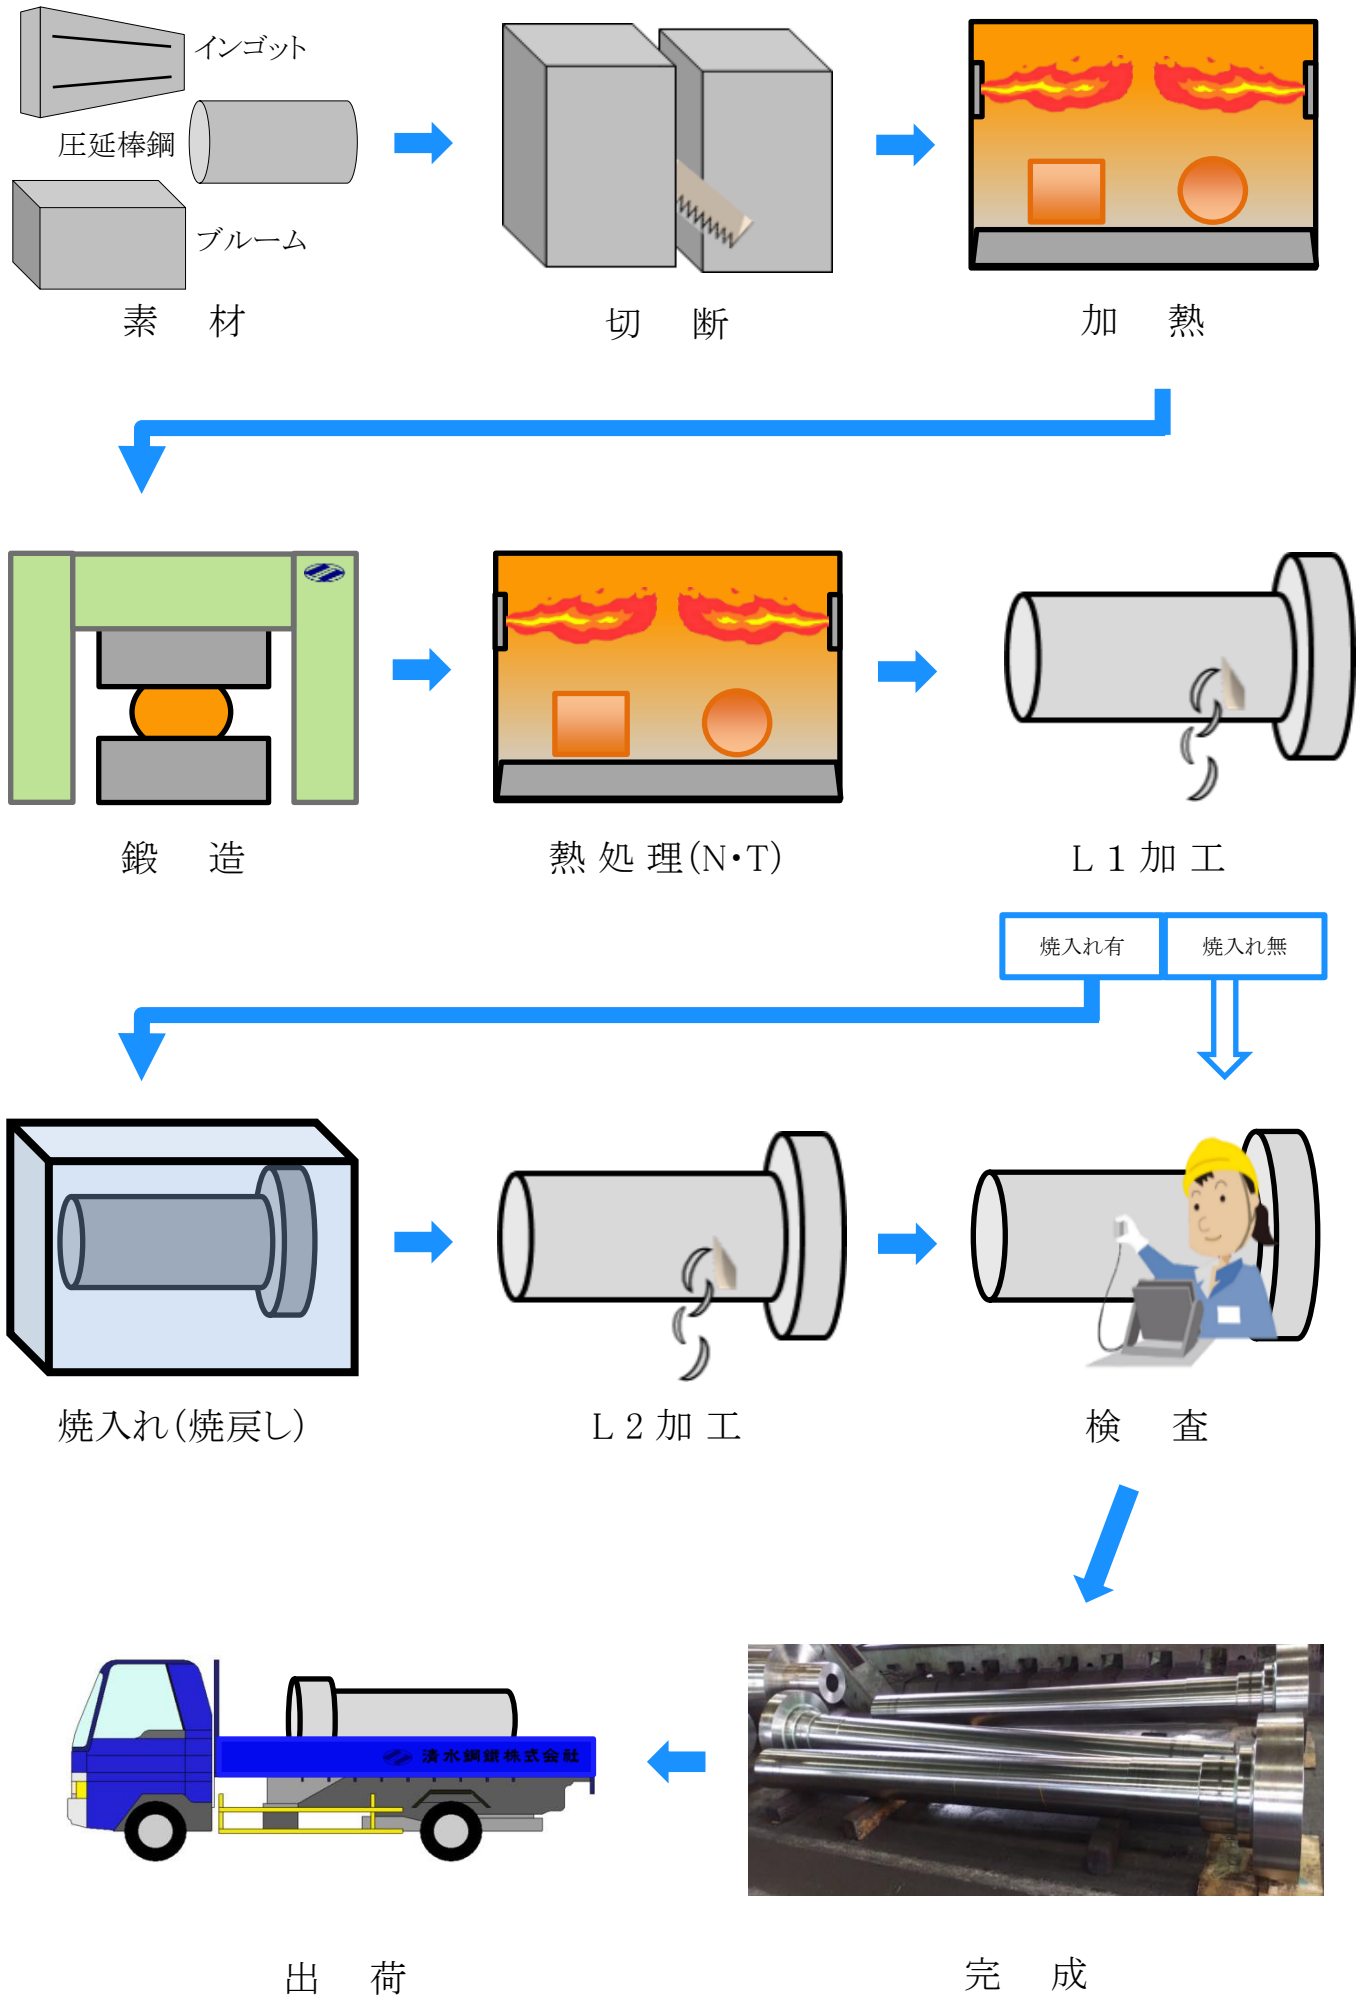 インゴット
圧延棒鋼
ブルーム
素 材
切 断
加 熱
鍛 造
熱 処 理(N・T)
L 1 加 工
焼入れ有
焼入れ無
焼入れ(焼戻し)
L 2 加 工
検 査
清水鋼鐵株式会社
出 荷
完 成